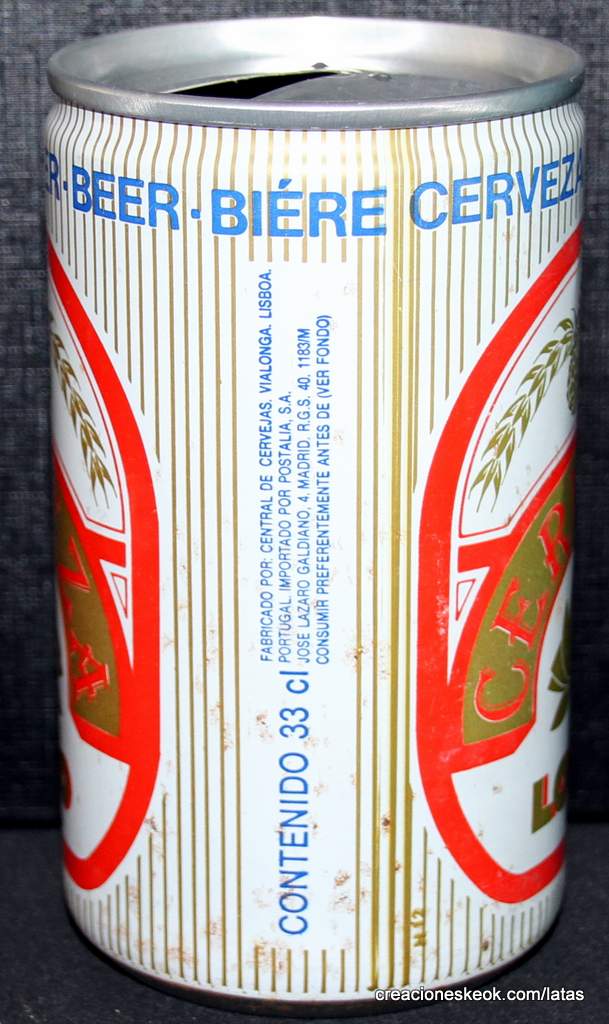 BEER · BIÉRE CERVEZA
FABRICADO POR: CENTRAL DE CERVEJAS. VIALONGA. LISBOA.
PORTUGAL. IMPORTADO POR POSTALIA, S.A.
JOSE LAZARO GALDIANO, 4. MADRID. R.G.S. 40. 1183/M
CONSUMIR PREFERENTEMENTE ANTES DE (VER FONDO)
CONTENIDO 33 cl
creacioneskeok.com/latas